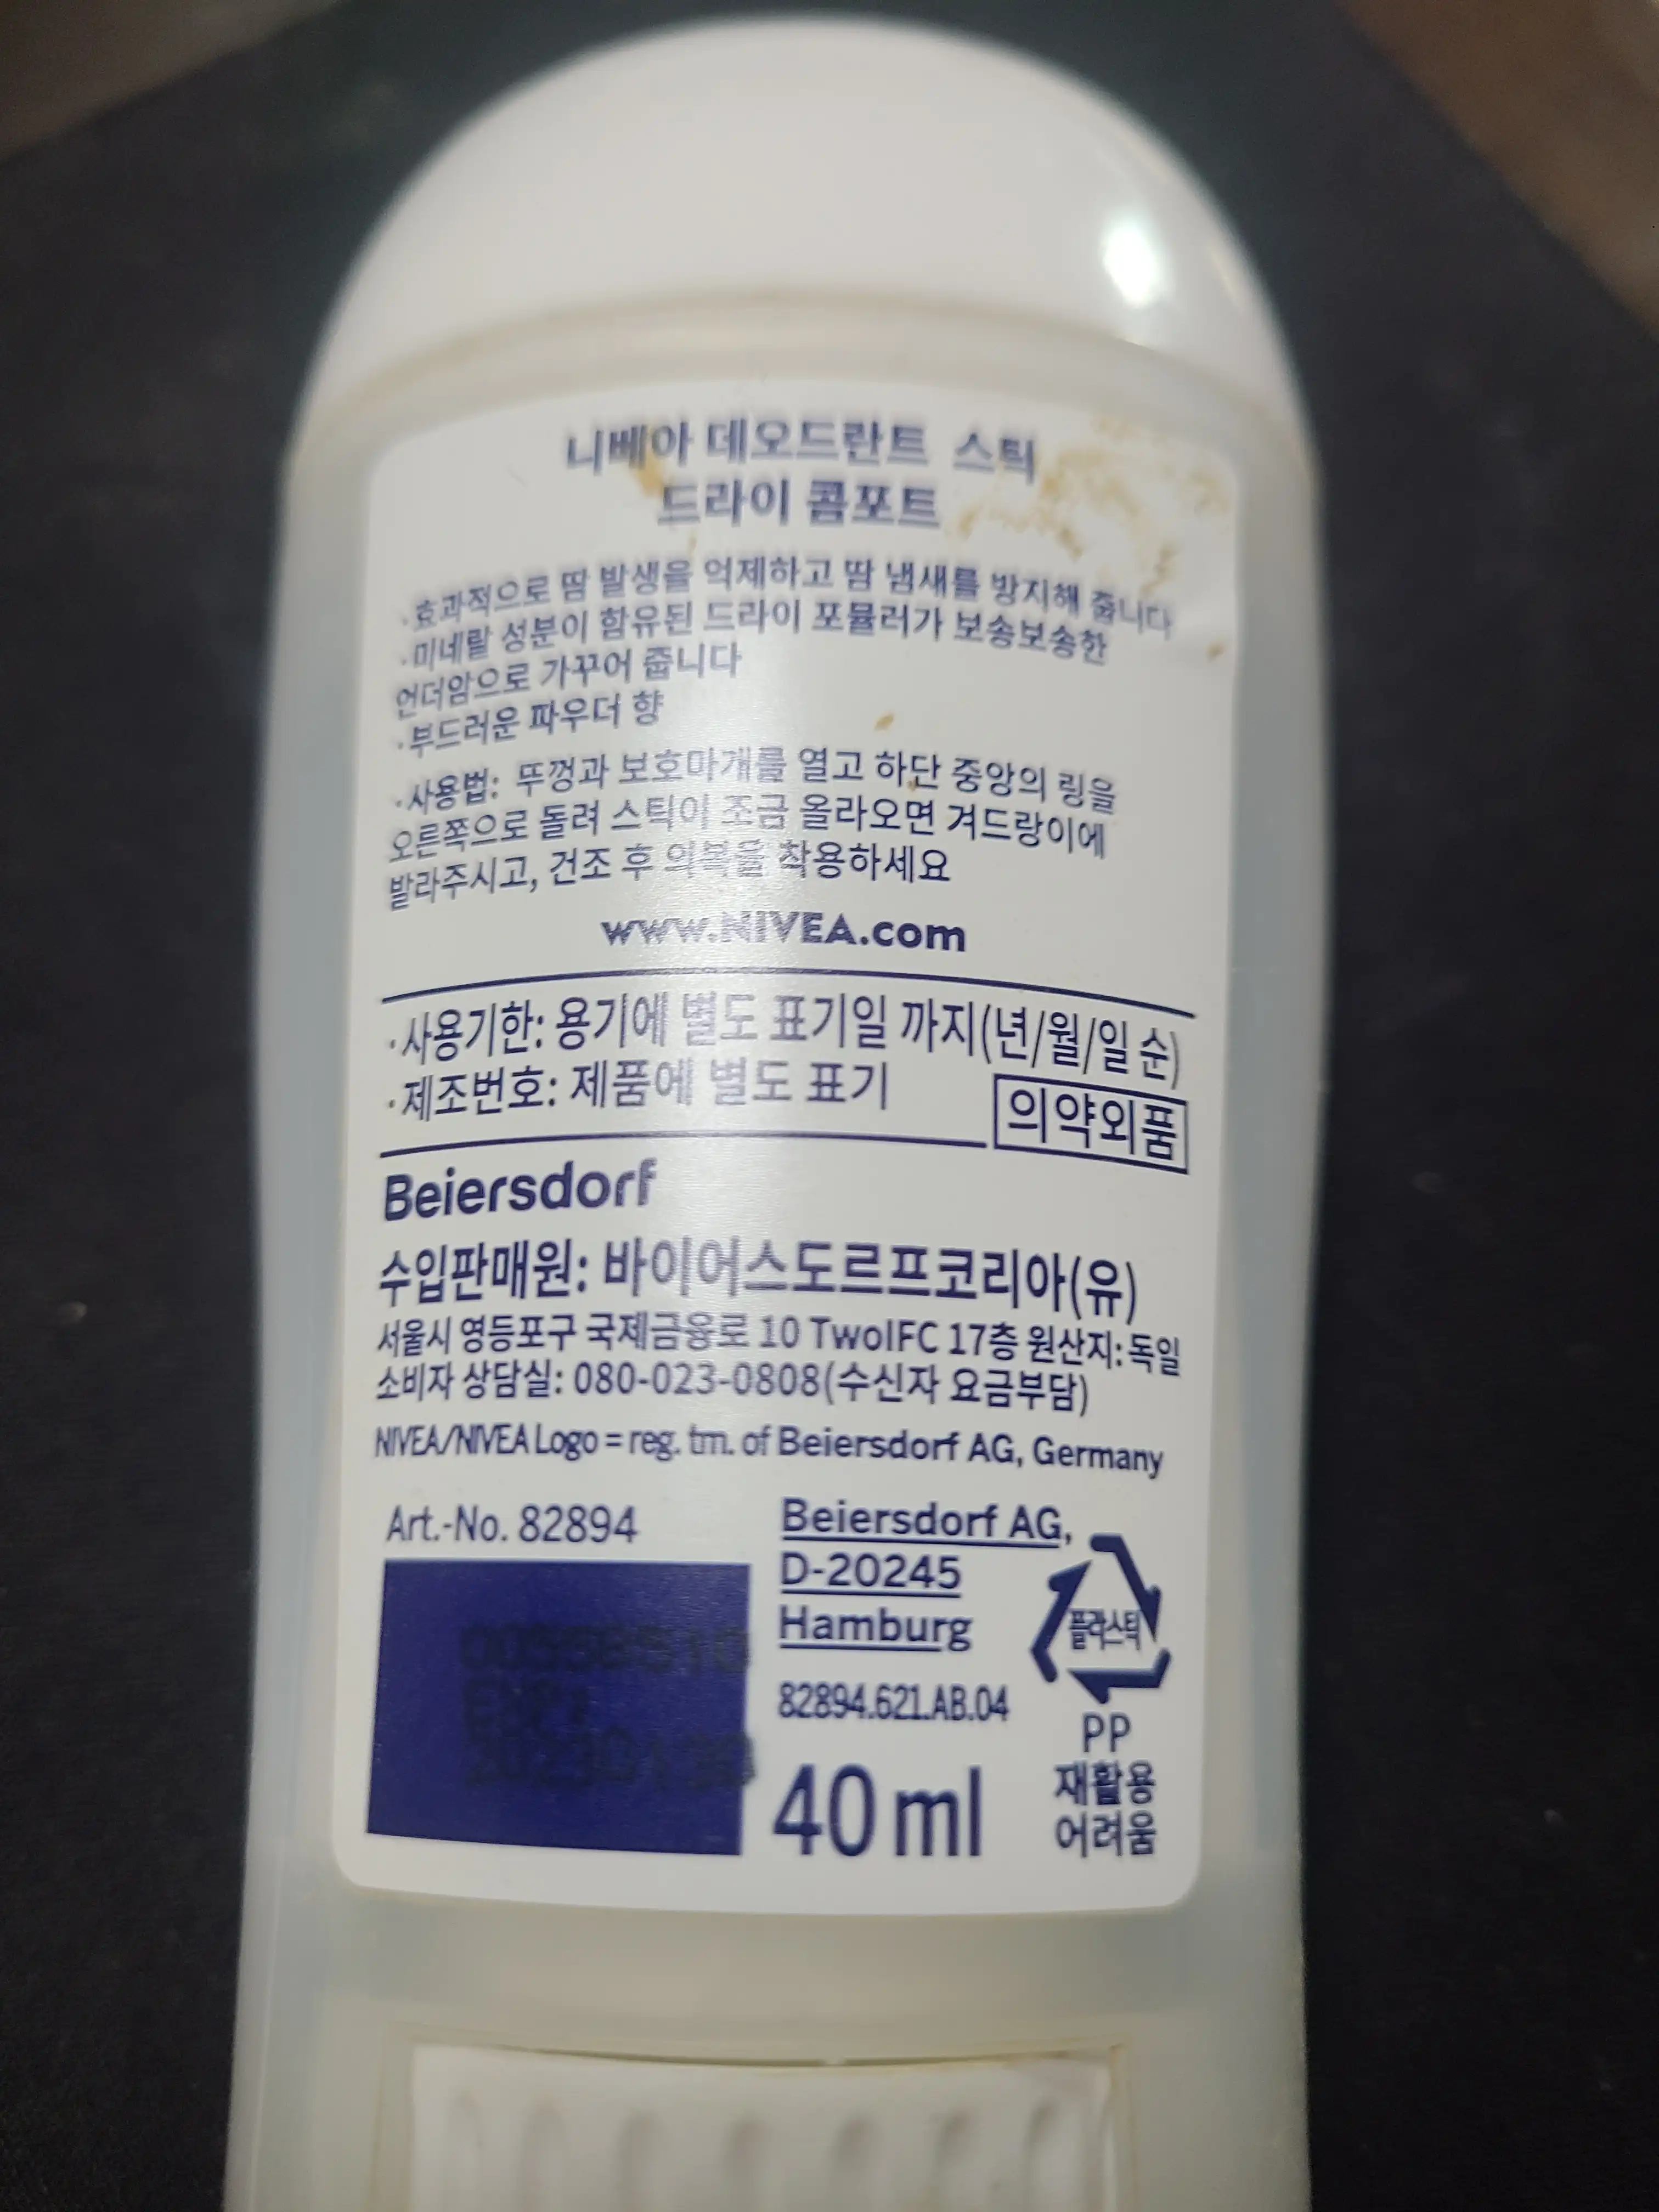 니베아 데오드란트 스틱
드라이 콤포트
·효과적으로 땀 발생을 억제하고 땀 냄새를 방지해 줍니다
·미네랄 성분이 함유된 드라이 포뮬러가 보송보송한
언더암으로 가꾸어 줍니다
·부드러운 파우더 향
·사용법: 뚜껑과 보호마개를 열고 하단 중앙의 링을
오른쪽으로 돌려 스틱이 조금 올라오면 겨드랑이에
발라주시고, 건조 후 의복을 착용하세요
www.NIVEA.com
·사용기한: 용기에 별도 표기일 까지(년/월/일 순)
·제조번호: 제품에 별도 표기
의약외품
Beiersdorf
수입판매원: 바이어스도르프코리아(유)
서울시 영등포구 국제금융로 10 TwoIFC 17층 원산지: 독일
소비자 상담실: 080-023-0808(수신자 요금부담)
NIVEA/NIVEA Logo = reg. tm. of Beiersdorf AG, Germany
Art.-No. 82894
Beiersdorf AG,
D-20245
Hamburg
82894.621.AB.04
40 ml
플라스틱
PP
재활용
어려움